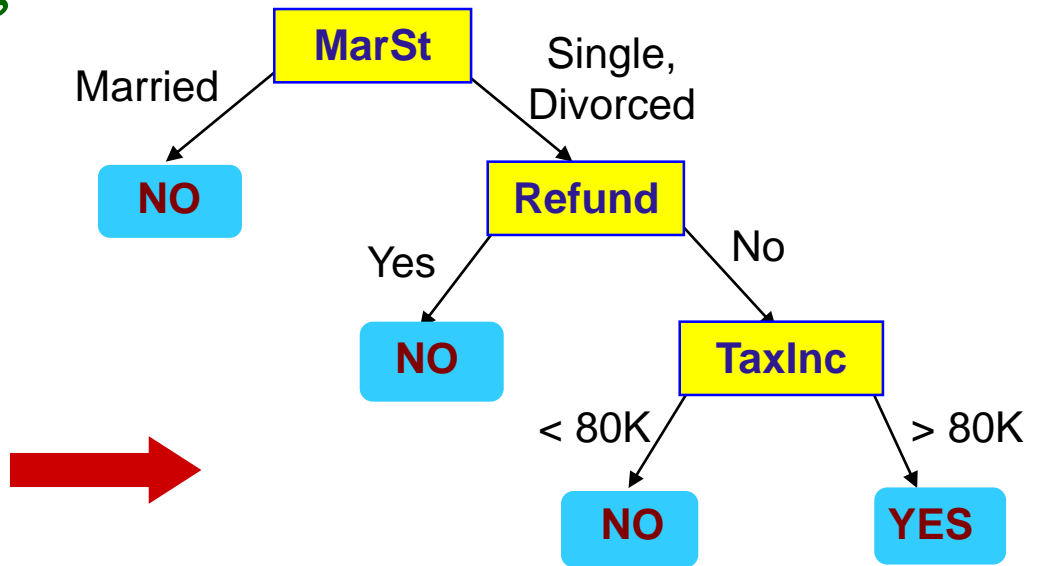 MarSt
Married
Single,
Divorced
NO
Refund
Yes
No
NO
TaxInc
< 80K
> 80K
NO
YES